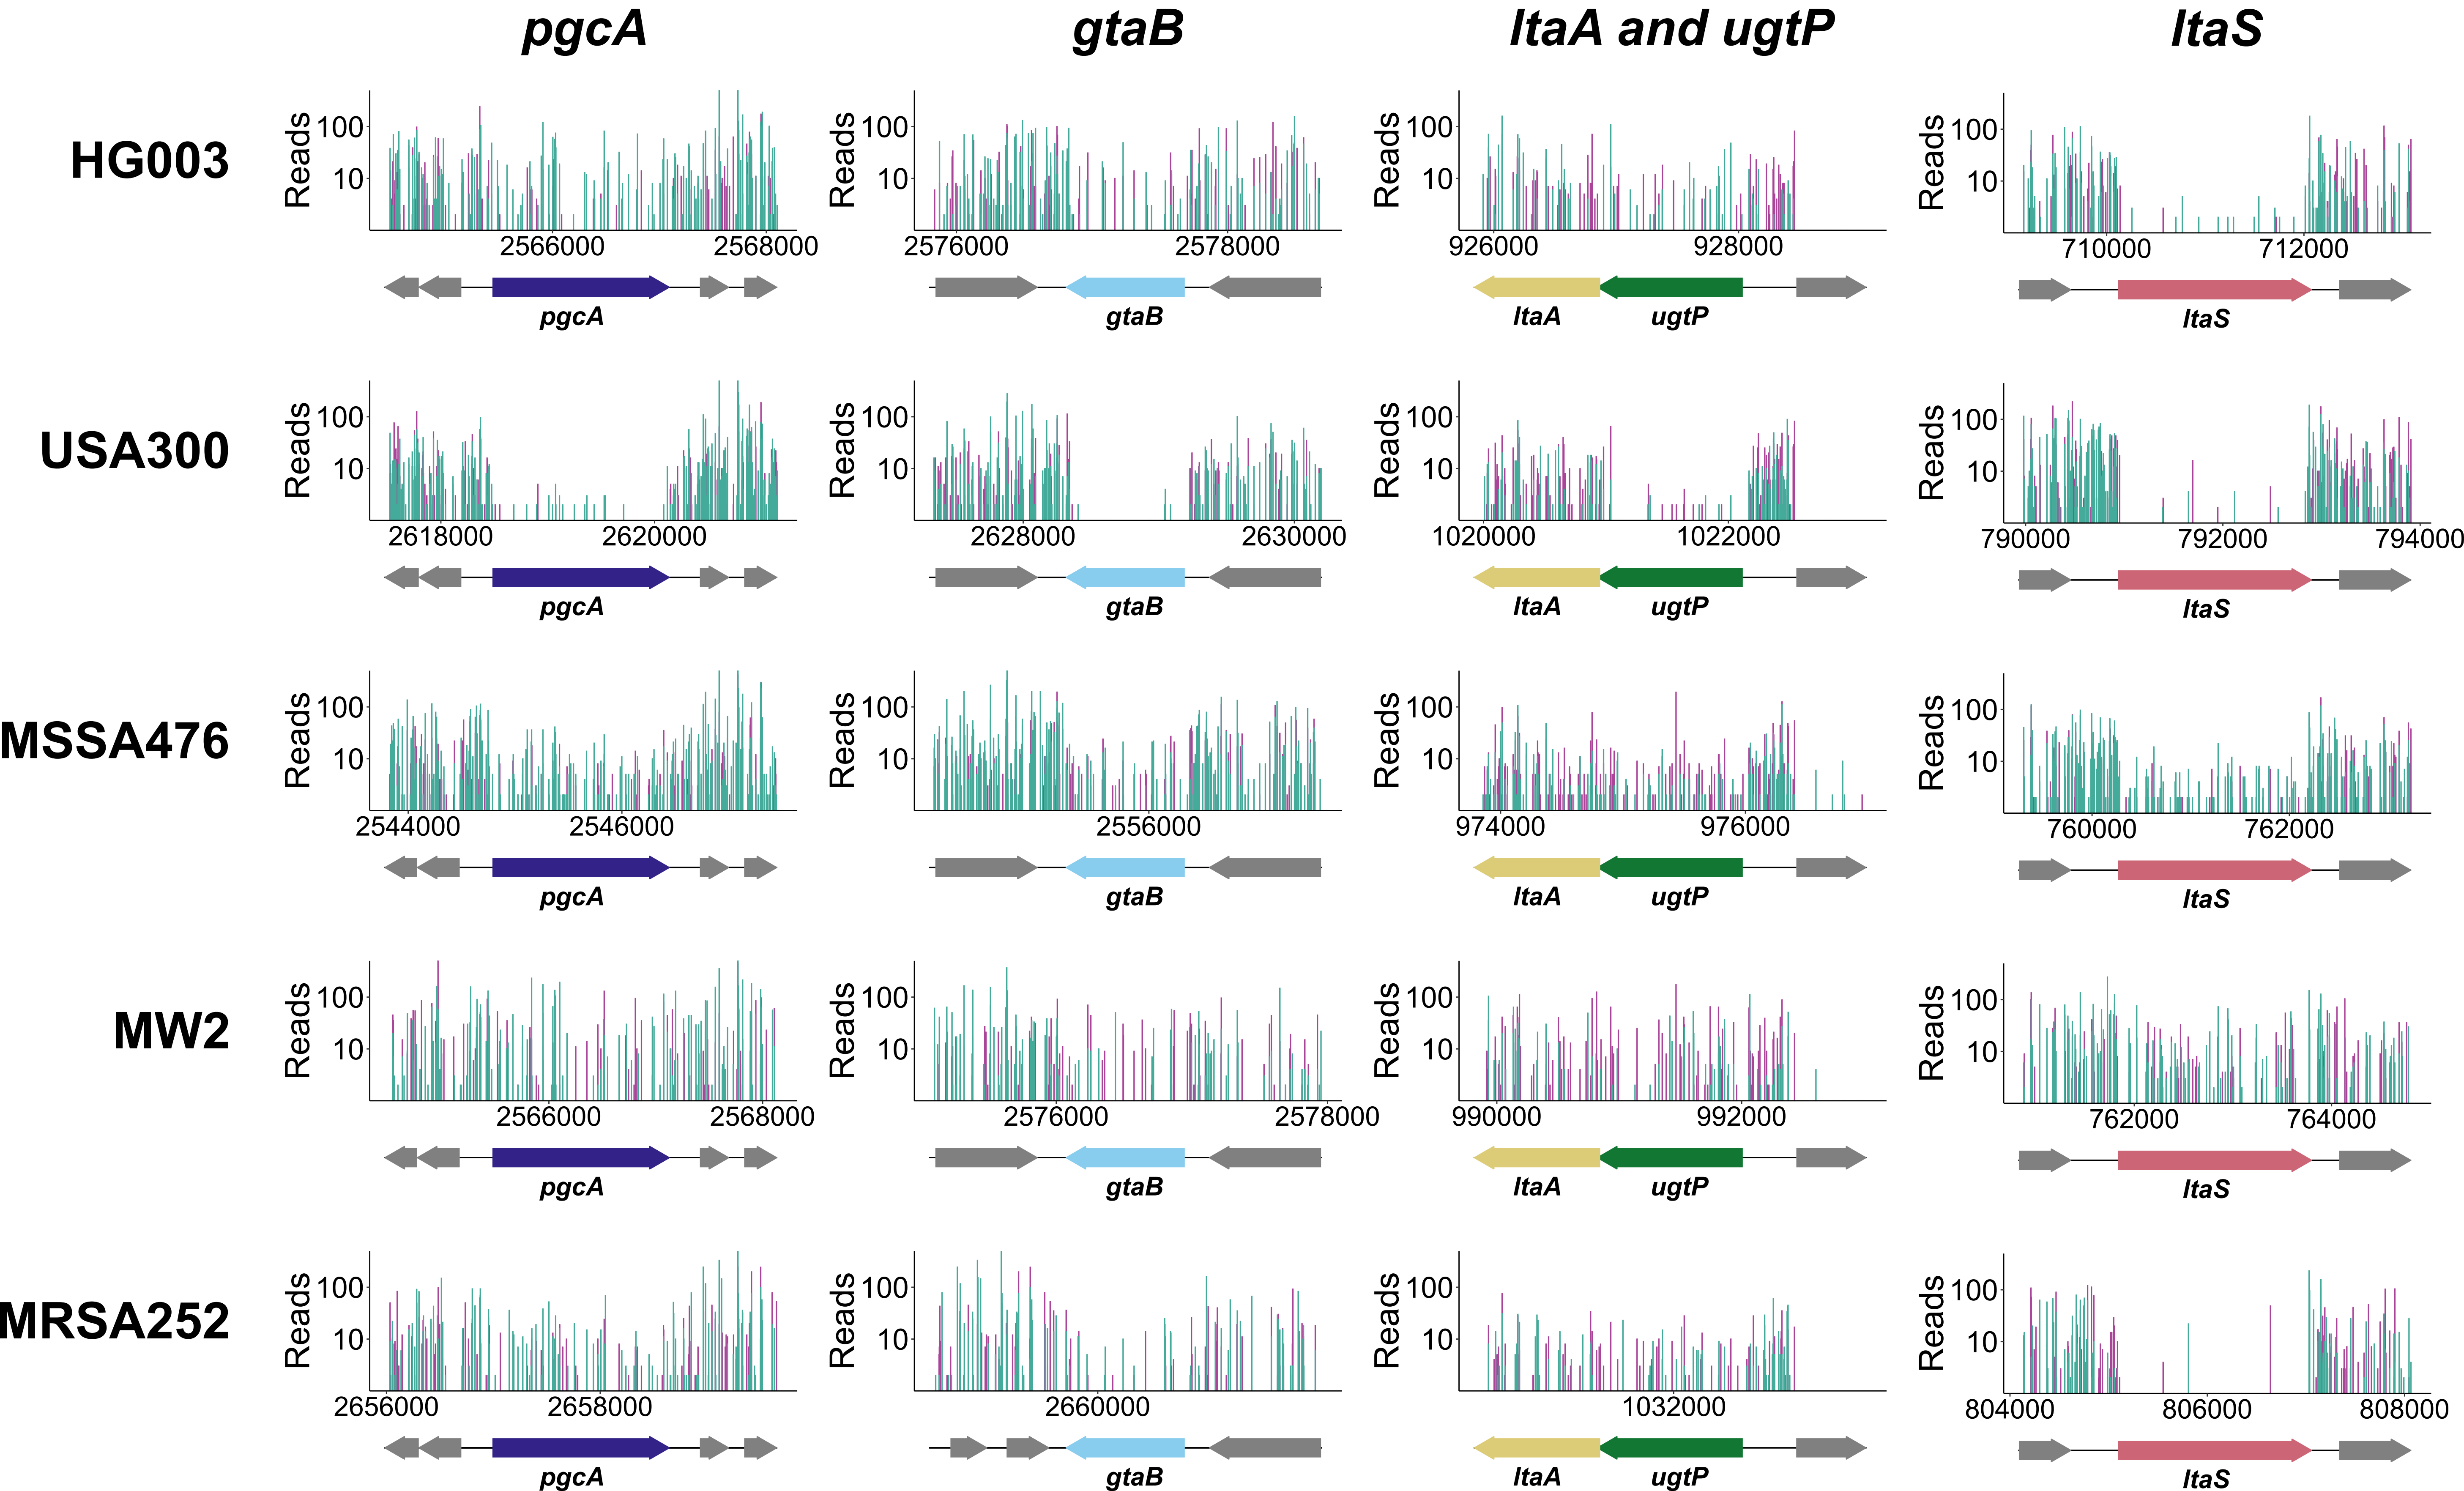 pgcA gtaB ltaA and ugtP ltaS
HG003
Reads 100 10 Reads 100 10 Reads 100 10 Reads 100 10
2566000 2568000 2576000 2578000 926000 928000 710000 712000
pgcA gtaB ltaA ugtP ltaS
USA300
Reads 100 10 Reads 100 10 Reads 100 10 Reads 100 10
2618000 2620000 2628000 2630000 1020000 1022000 790000 792000 794000
pgcA gtaB ltaA ugtP ltaS
MSSA476
Reads 100 10 Reads 100 10 Reads 100 10 Reads 100 10
2544000 2546000 2556000 974000 976000 760000 762000
pgcA gtaB ltaA ugtP ltaS
MW2
Reads 100 10 Reads 100 10 Reads 100 10 Reads 100 10
2566000 2568000 2576000 2578000 990000 992000 762000 764000
pgcA gtaB ltaA ugtP ltaS
MRSA252
Reads 100 10 Reads 100 10 Reads 100 10 Reads 100 10
2656000 2658000 2660000 1032000 804000 806000 808000
pgcA gtaB ltaA ugtP ltaS